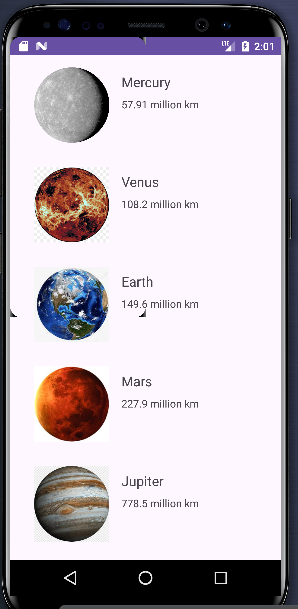 LTE 2:01
Mercury
57.91 million km
Venus
108.2 million km
Earth
149.6 million km
Mars
227.9 million km
Jupiter
778.5 million km